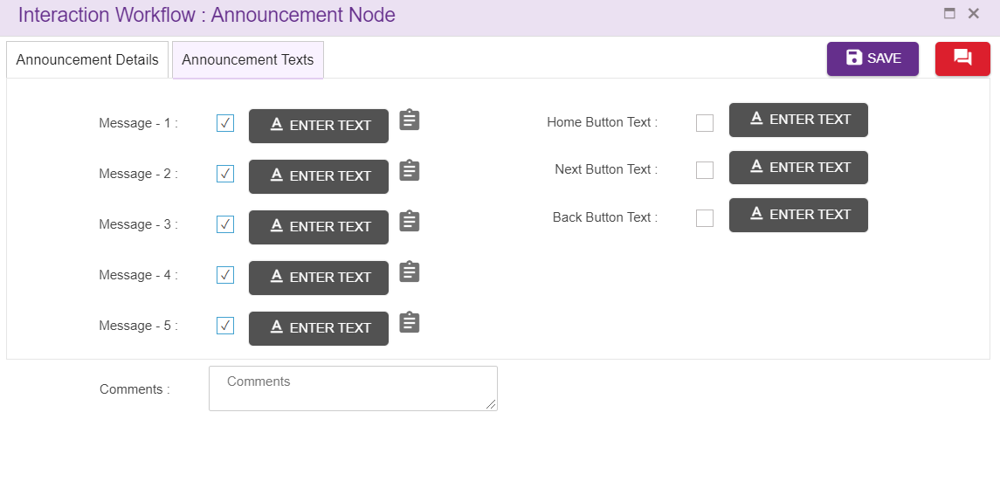 Interaction Workflow : Announcement Node
Announcement Details
Announcement Texts
SAVE
Message - 1 :
ENTER TEXT
Home Button Text :
ENTER TEXT
Message - 2 :
ENTER TEXT
Next Button Text :
ENTER TEXT
Message - 3 :
ENTER TEXT
Back Button Text :
ENTER TEXT
Message - 4 :
ENTER TEXT
Message - 5 :
ENTER TEXT
Comments :
Comments